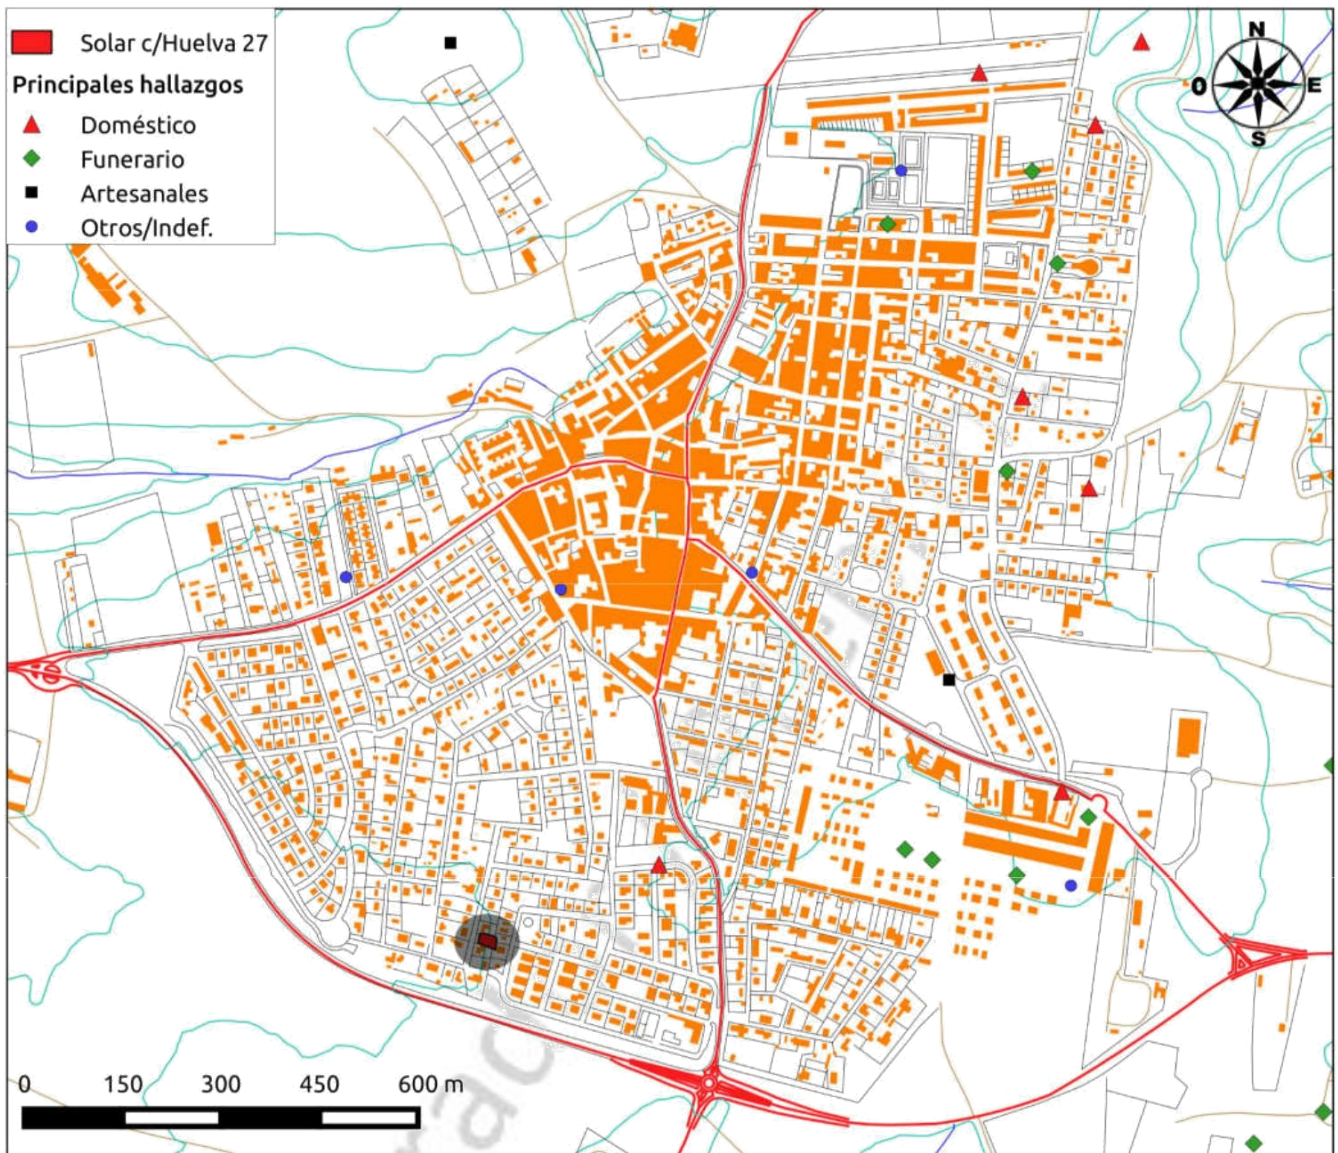 Solar c/Huelva 27
Principales hallazgos
Doméstico
Funerario
Artesanales
Otros/Indef.
N
O E
S
0 150 300 450 600 m